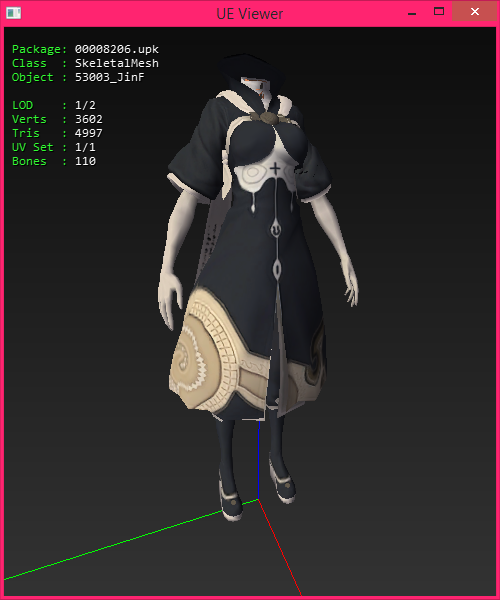 UE Viewer
Package: 00008206.upk
Class : SkeletalMesh
Object : 53003_JinF
LOD : 1/2
Verts : 3602
Tris : 4997
UV Set : 1/1
Bones : 110